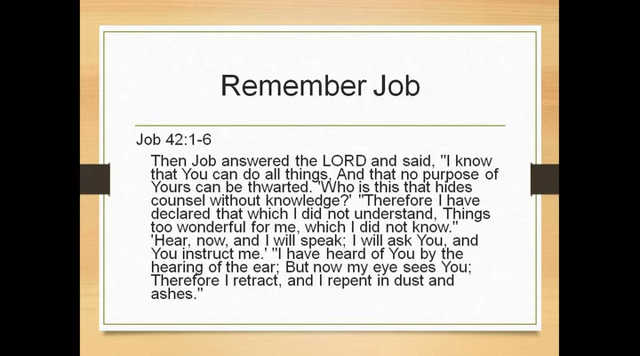 Remember Job
Job 42:1-6
Then Job answered the LORD and said, "I know
that You can do all things, And that no purpose of
Yours can be thwarted. 'Who is this that hides
counsel without knowledge?' "Therefore I have
declared that which I did not understand, Things
too wonderful for me, which I did not know."
'Hear, now, and I will speak; I will ask You, and
You instruct me.' "I have heard of You by the
hearing of the ear; But now my eye sees You;
Therefore I retract, and I repent in dust and
ashes."